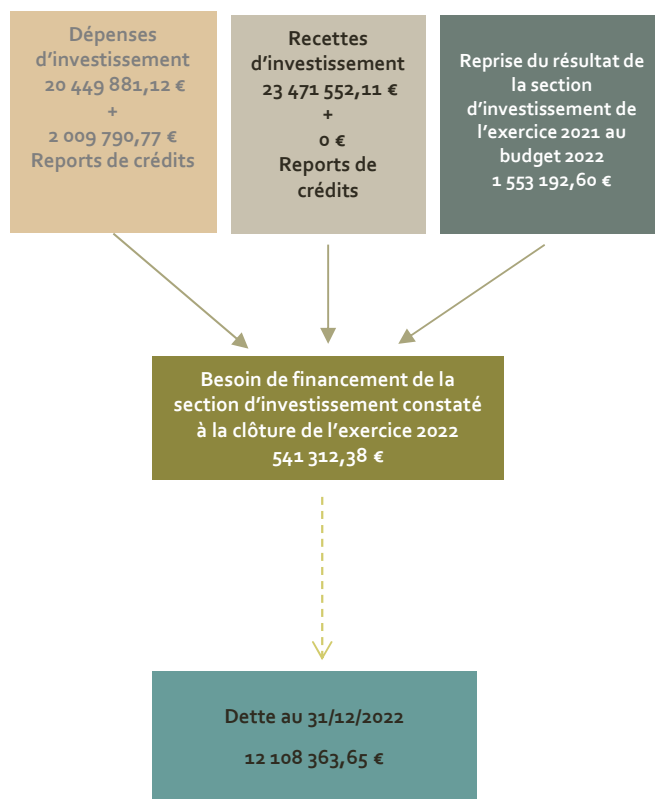 Dépenses
d’investissement
20 449 881,12 €
+
2 009 790,77 €
Reports de crédits
Recettes
d’investissement
23 471 552,11 €
+
0 €
Reports de
crédits
Reprise du résultat de
la section
d’investissement de
l’exercice 2021 au
budget 2022
1 553 192,60 €
Besoin de financement de la
section d’investissement constaté
à la clôture de l’exercice 2022
541 312,38 €
Dette au 31/12/2022
12 108 363,65 €